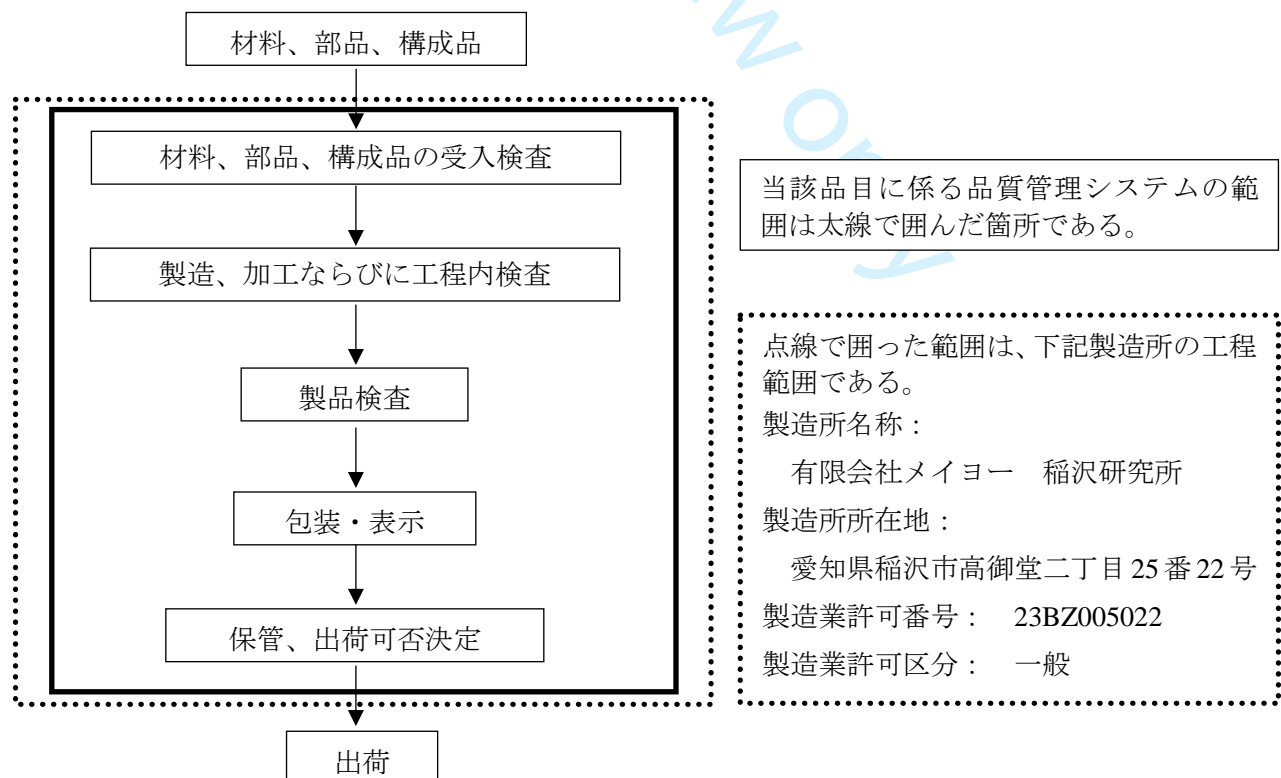 材料、部品、構成品
材料、部品、構成品の受入検査
製造、加工ならびに工程内検査
製品検査
包装・表示
保管、出荷可否決定
出荷
当該品目に係る品質管理システムの範
囲は太線で囲んだ箇所である。
点線で囲った範囲は、下記製造所の工程
範囲である。
製造所名称：
有限会社メイヨー　稲沢研究所
製造所所在地：
愛知県稲沢市高御堂二丁目25番22号
製造業許可番号：　23BZ005022
製造業許可区分：　一般